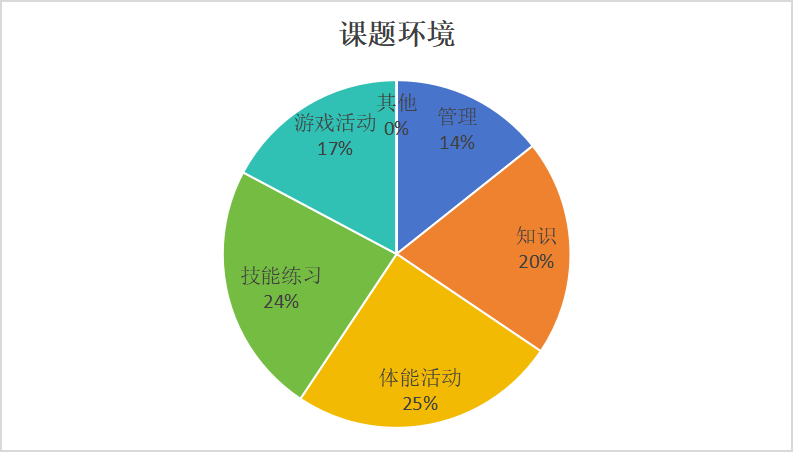 课题环境
其他
0%
管理
14%
知识
20%
体能活动
25%
技能练习
24%
游戏活动
17%